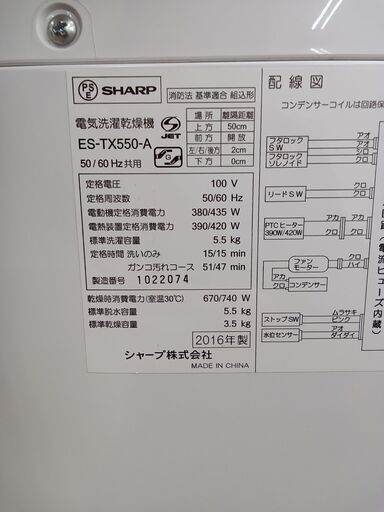 PS E SHARP
消防法 基準適合 組込形
電気洗濯乾燥機
ES-TX550-A
50/60 Hz共用
S JET
場所 離隔距離
上方 50cm
前方 開放
左/右/後方 2cm
下方 0cm
定格電圧 100 V
定格周波数 50/60 Hz
電動機定格消費電力 380/435 W
電熱装置定格消費電力 390/420 W
標準洗濯容量 5.5 kg
定格時間 洗いのみ 15/15 min
ガンコ汚れコース 51/47 min
製造番号 1022074
乾燥時消費電力(室温30℃) 670/740 W
標準脱水容量 5.5 kg
標準乾燥容量 3.5 kg
2016年製
シャープ株式会社
MADE IN CHINA
配線図
コンデンサーコイルは回路保
フタロック SW
アオ
シロ
フタロック ソレノイド
クロ
リードSW
クロ
PTCヒーター 390W/420W
アカ
クロ
アカ
クロ
ファン モーター
クロ
ハイ
アカ
クロ
コンデンサー
ストップSW
ムラサキ
ピンク
水位センサー
アオ
ダイダイ
電流ヒューズ内蔵)